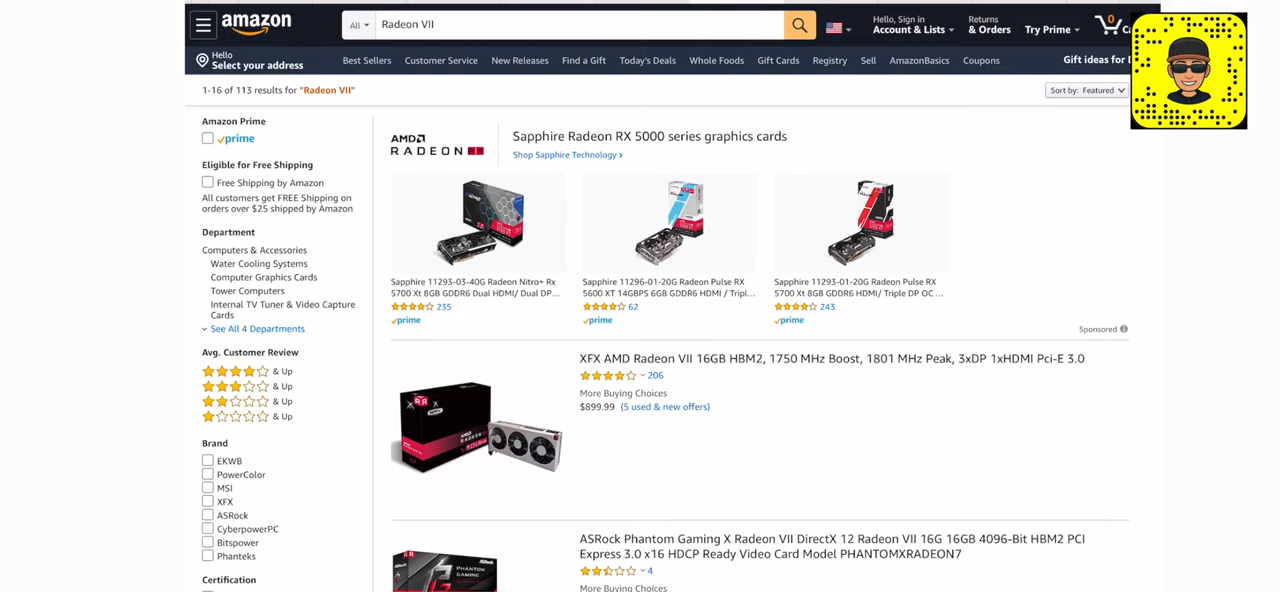 amazon
All
Radeon VII
Hello, Sign in
Account & Lists
Returns
& Orders
Try Prime
0
Hello
Select your address
Best Sellers Customer Service New Releases Find a Gift Today's Deals Whole Foods Gift Cards Registry Sell AmazonBasics Coupons
Gift ideas for
1-16 of 113 results for "Radeon VII"
Sort by: Featured
Amazon Prime
prime
Eligible for Free Shipping
Free Shipping by Amazon
All customers get FREE Shipping on
orders over $25 shipped by Amazon
Department
Computers & Accessories
Water Cooling Systems
Computer Graphics Cards
Tower Computers
Internal TV Tuner & Video Capture
Cards
See All 4 Departments
Avg. Customer Review
& Up
& Up
& Up
& Up
Brand
EKWB
PowerColor
MSI
XFX
ASRock
CyberpowerPC
Bitspower
Phanteks
Certification
AMD
RADEON
Sapphire Radeon RX 5000 series graphics cards
Shop Sapphire Technology ›
Sapphire 11293-03-40G Radeon Nitro+ Rx
5700 Xt 8GB GDDR6 Dual HDMI/ Dual DP...
235
prime
Sapphire 11296-01-20G Radeon Pulse RX
5600 XT 14GBPS 6GB GDDR6 HDMI / Tripl...
62
prime
Sapphire 11293-01-20G Radeon Pulse RX
5700 Xt 8GB GDDR6 HDMI/ Triple DP OC ...
243
prime
Sponsored
XFX AMD Radeon VII 16GB HBM2, 1750 MHz Boost, 1801 MHz Peak, 3xDP 1xHDMI Pci-E 3.0
206
More Buying Choices
$899.99 (5 used & new offers)
ASRock Phantom Gaming X Radeon VII DirectX 12 Radeon VII 16G 16GB 4096-Bit HBM2 PCI
Express 3.0 x16 HDCP Ready Video Card Model PHANTOMXRADEON7
4
More Buying Choices
PHANTOM
GAMING